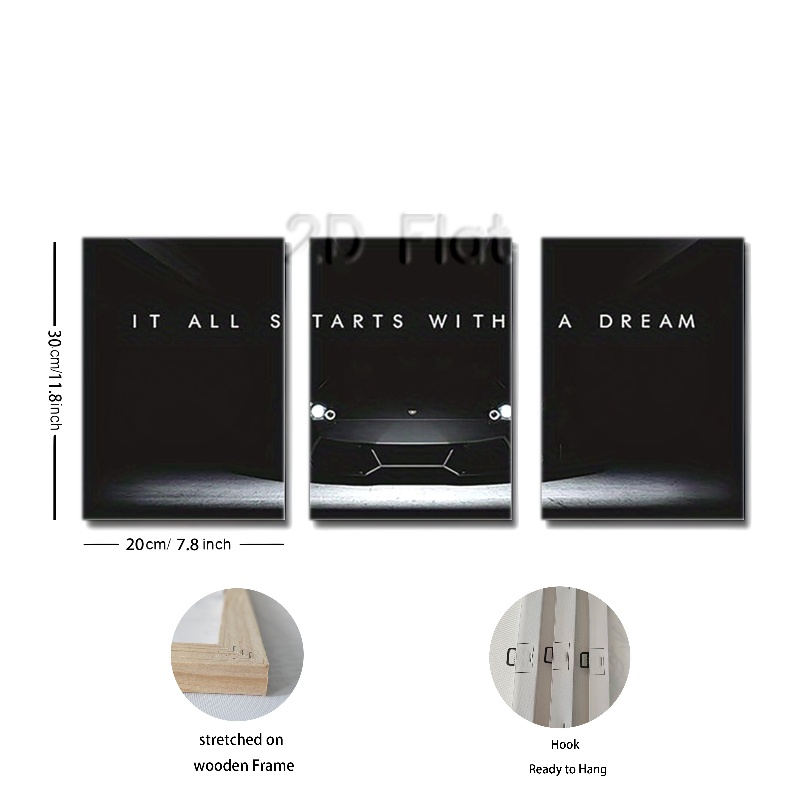 2D Flat
IT ALL STARTS WITH A DREAM
30cm/11.8inch
20cm/ 7.8 inch
stretched on
wooden Frame
Hook
Ready to Hang